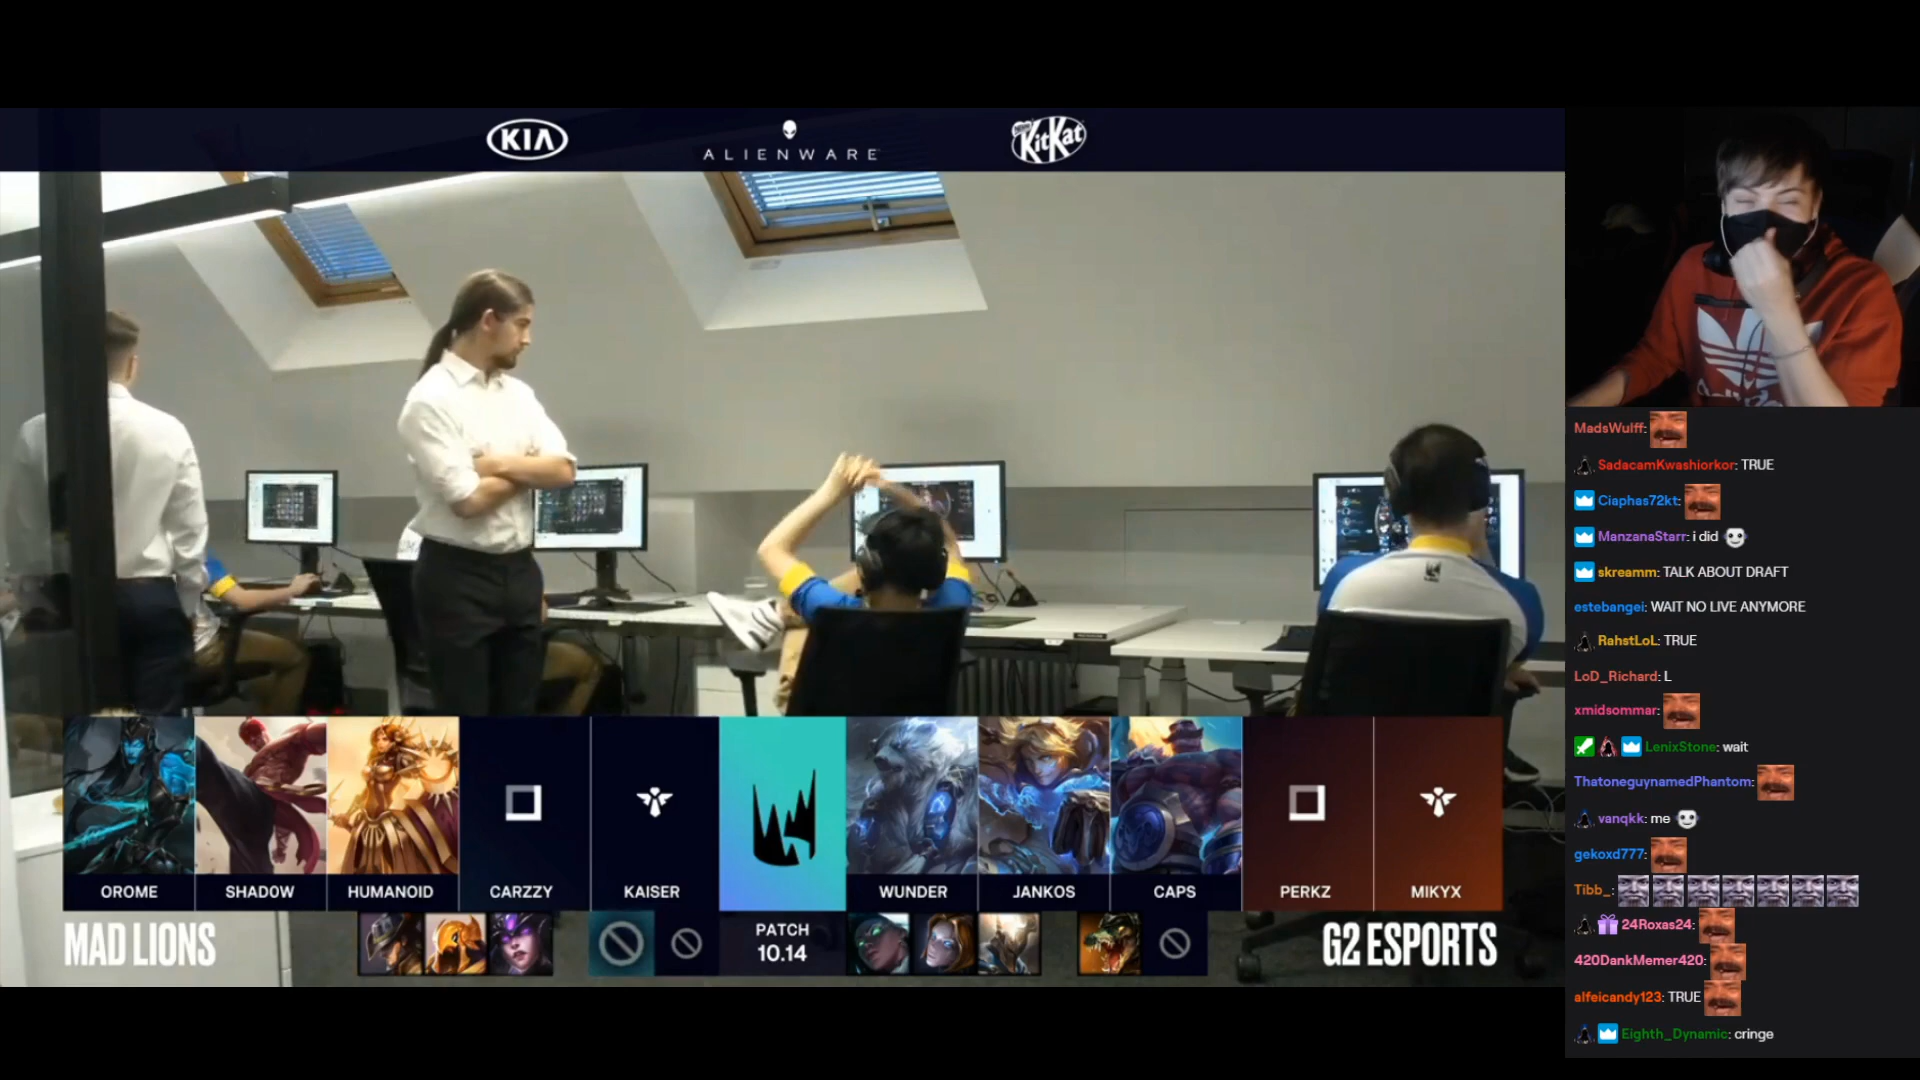 KIA
ALIENWARE
KitKat
MadsWulff:
SadacamKwashiorkor: TRUE
Ciaphas72kt:
ManzanaStarr: i did
skreamm: TALK ABOUT DRAFT
estebangei: WAIT NO LIVE ANYMORE
RahstLoL: TRUE
LoD_Richard: L
xmidsommar:
LenixStone: wait
ThatoneguynamedPhantom:
vanqkk: me
gekoxd777:
Tibb_:
24Roxas24:
420DankMemer420:
alfeicandy123: TRUE
Eighth_Dynamic: cringe
OROME
SHAD0W
HUMANOID
CARZZY
KAISER
WUNDER
JANKOS
CAPS
PERKZ
MIKYX
MAD LIONS
PATCH
10.14
G2 ESPORTS